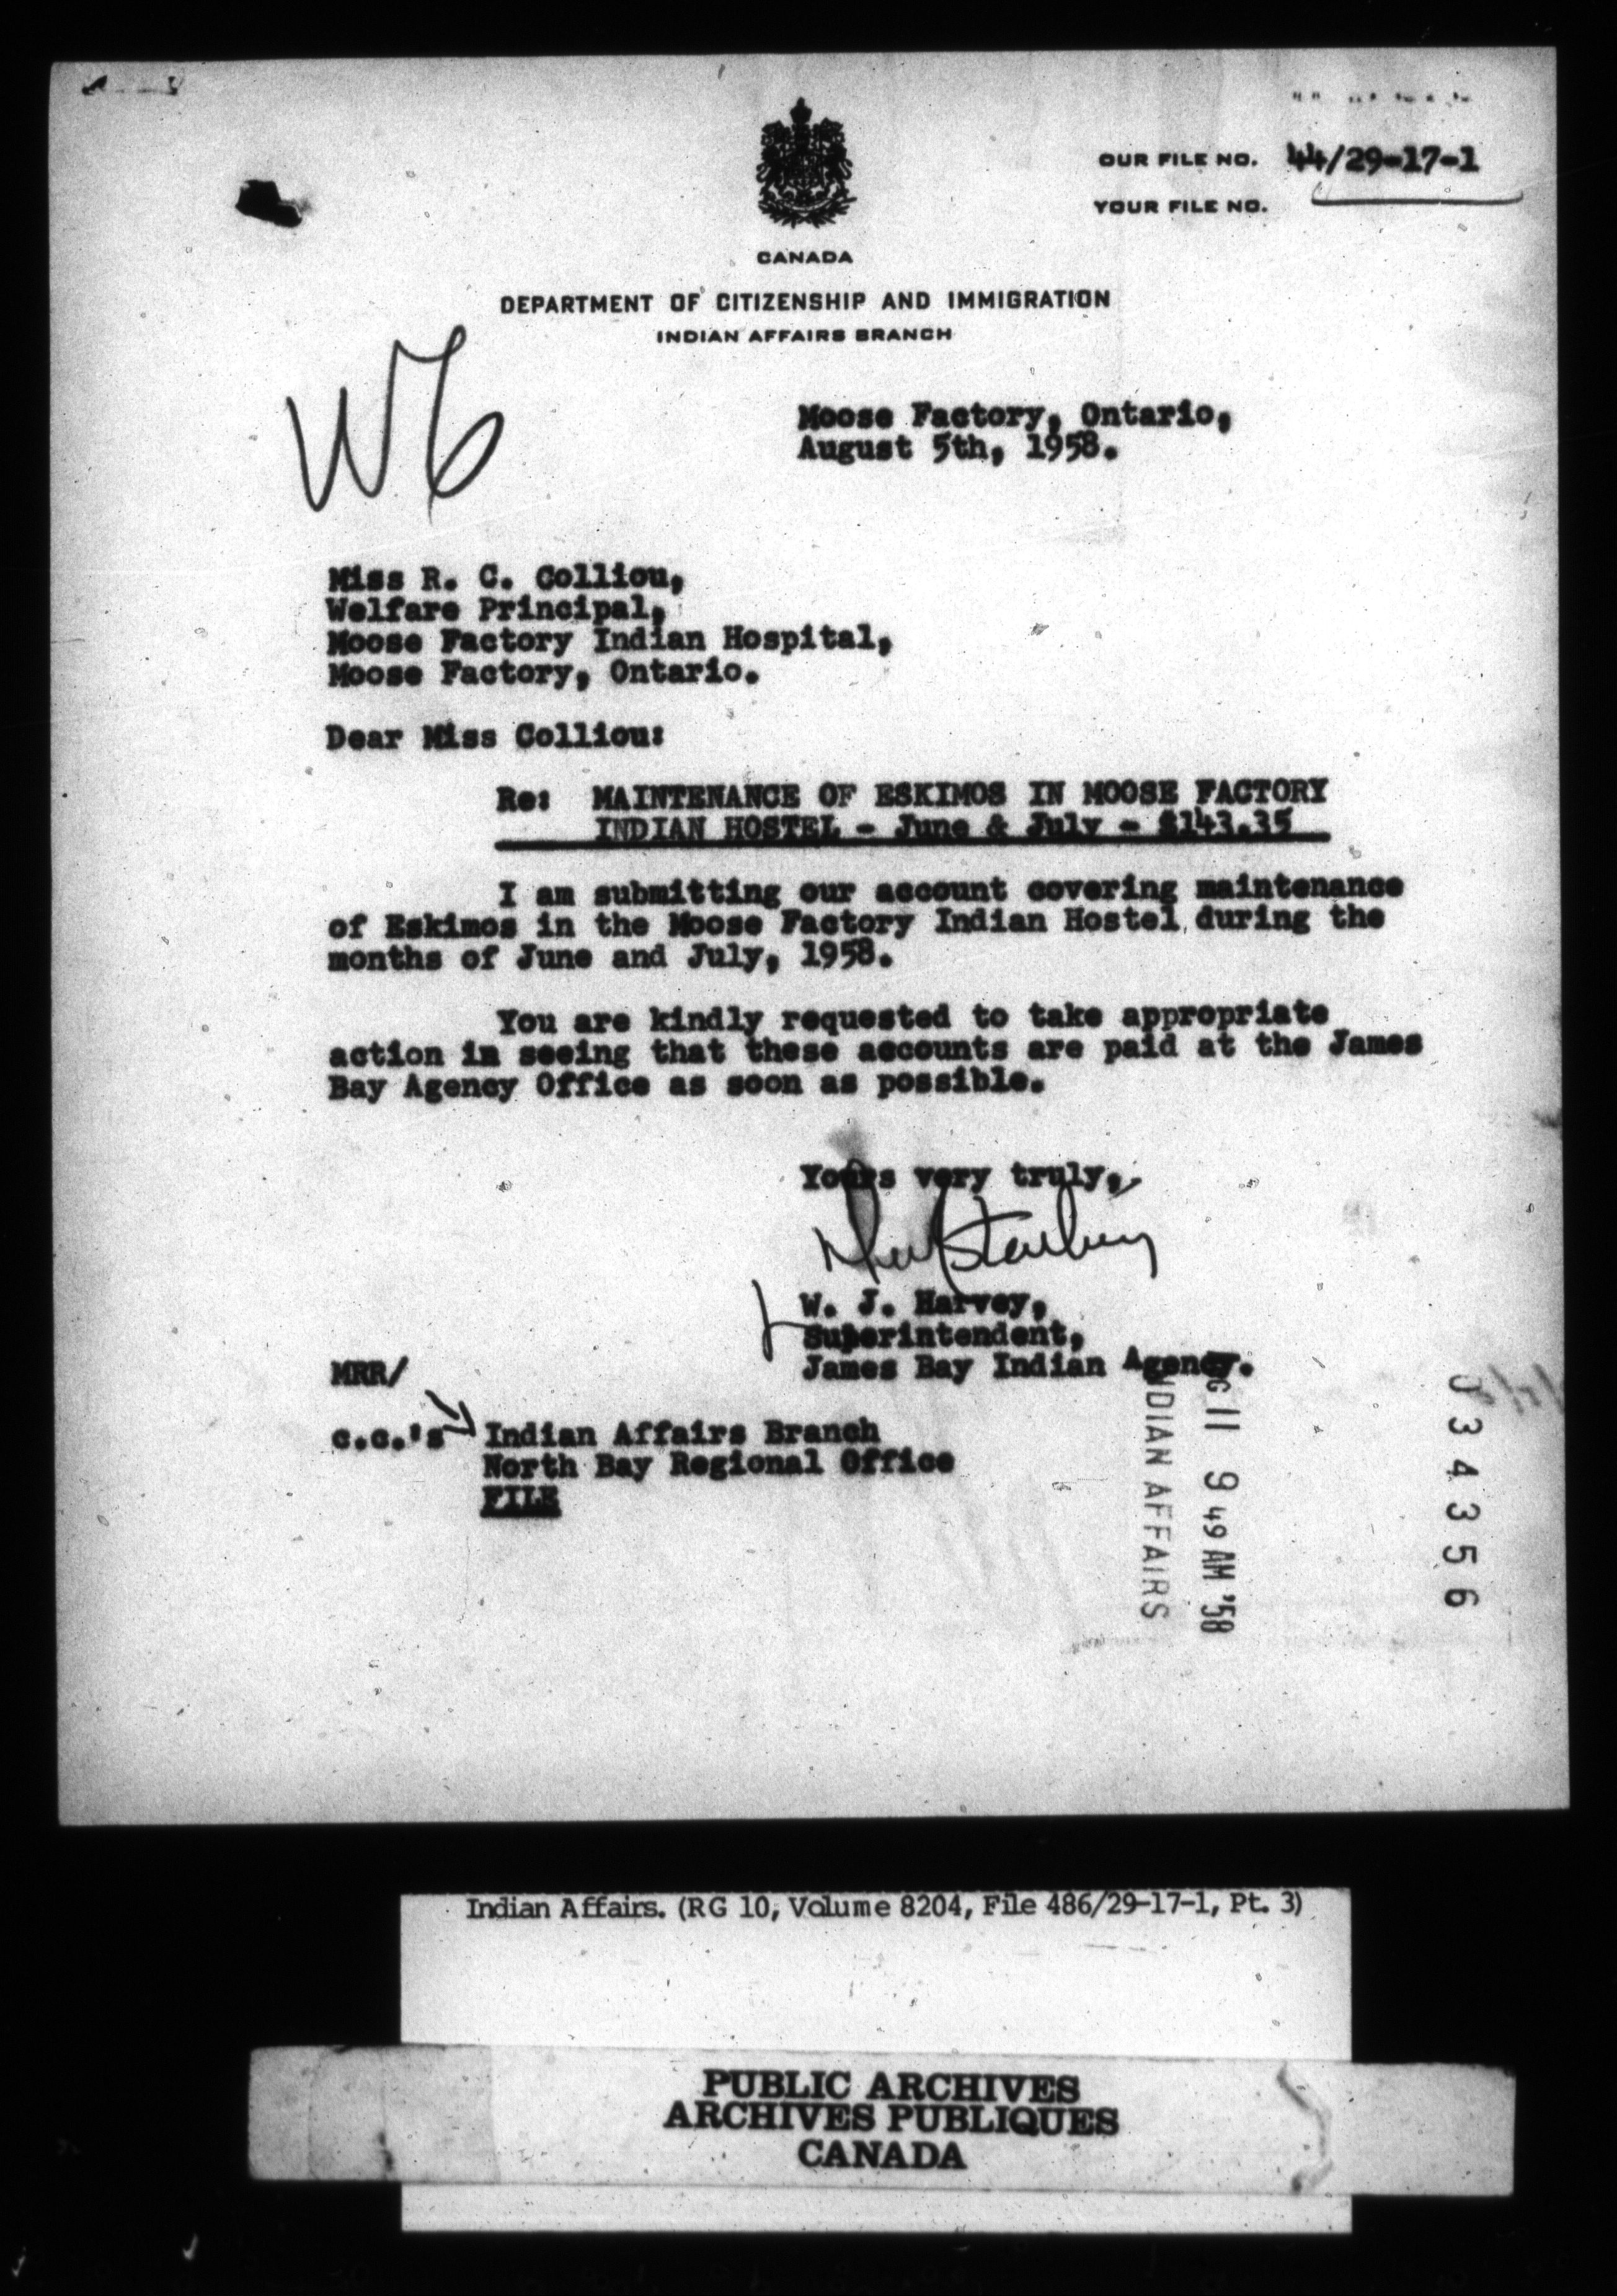 OUR FILE NO. 44/29-17-1
YOUR FILE NO.
CANADA
DEPARTMENT OF CITIZENSHIP AND IMMIGRATION
INDIAN AFFAIRS BRANCH
Moose Factory, Ontario,
August 5th, 1958.
Miss R. C. Colliou,
Welfare Principal,
Moose Factory Indian Hospital,
Moose Factory, Ontario.
Dear Miss Colliou:
Re: MAINTENANCE OF ESKIMOS IN MOOSE FACTORY
INDIAN HOSTEL - June & July - $143.35
I am submitting our account covering maintenance
of Eskimos in the Moose Factory Indian Hostel, during the
months of June and July, 1958.
You are kindly requested to take appropriate
action in seeing that these accounts are paid at the James
Bay Agency Office as soon as possible.
Yours very truly,
W. J. Harvey,
Superintendent,
James Bay Indian Agency.
MRR/
c.c.'s Indian Affairs Branch
North Bay Regional Office
FILE
G 11 9 49 AM '58
NDIAN AFFAIRS
034356
Indian Affairs. (RG 10, Volume 8204, File 486/29-17-1, Pt. 3)
PUBLIC ARCHIVES
ARCHIVES PUBLIQUES
CANADA